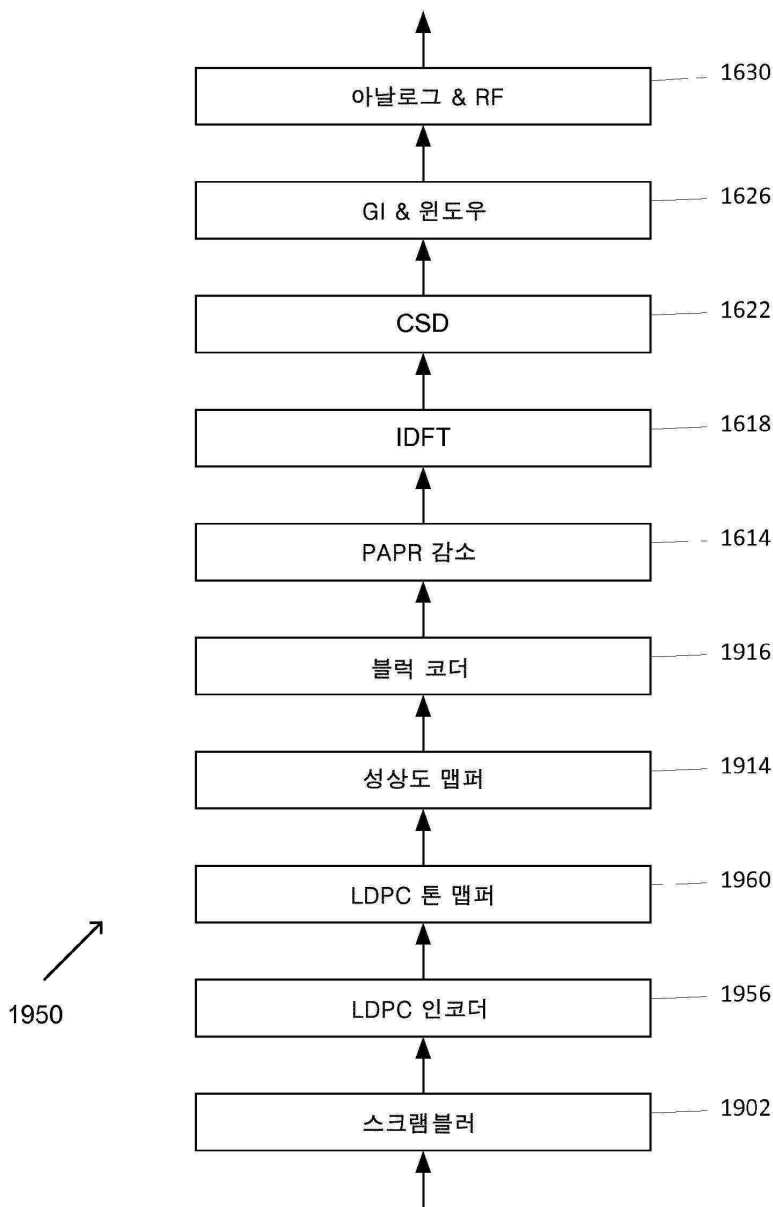 아날로그 & RF
1630
GI & 윈도우
1626
CSD
1622
IDFT
1618
PAPR 감소
1614
블럭 코더
1916
성상도 맵퍼
1914
LDPC 톤 맵퍼
1960
LDPC 인코더
1956
1950
스크램블러
1902